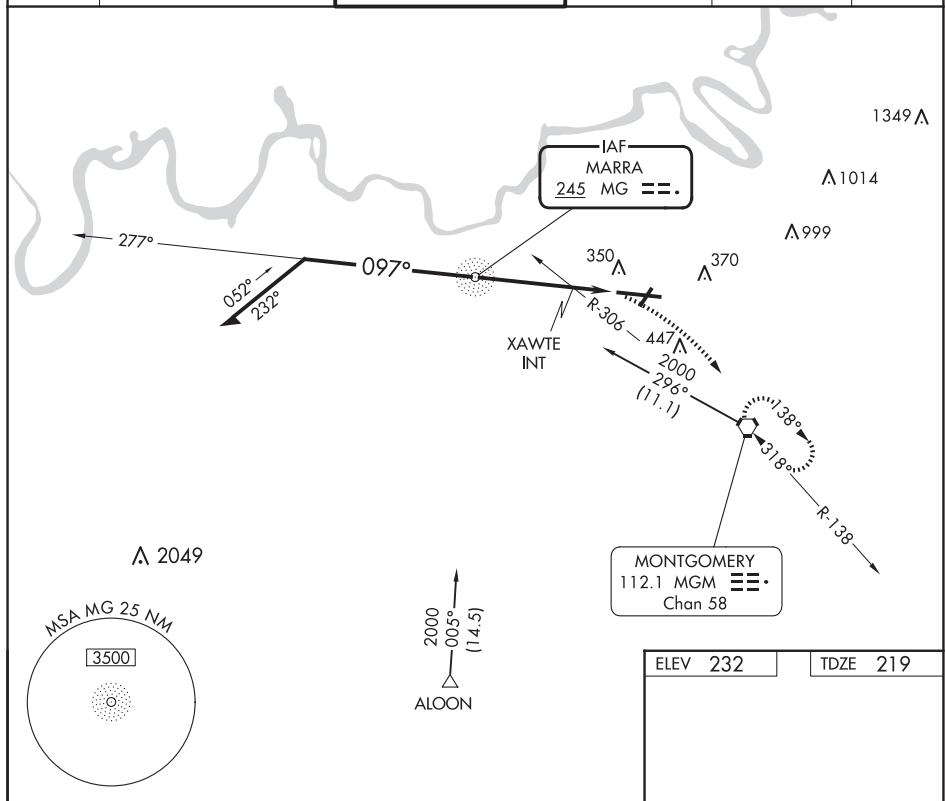 1349
IAF
MARRA
245 MG
1014
999
277°
097°
350
370
052°
232°
R-306
447
XAWTE
INT
2000
296°
(11.1)
138°
318°
R-138
2049
MONTGOMERY
112.1 MGM
Chan 58
MSA MG 25 NM
3500
2000
005°
(14.5)
ALOON
ELEV 232
TDZE 219